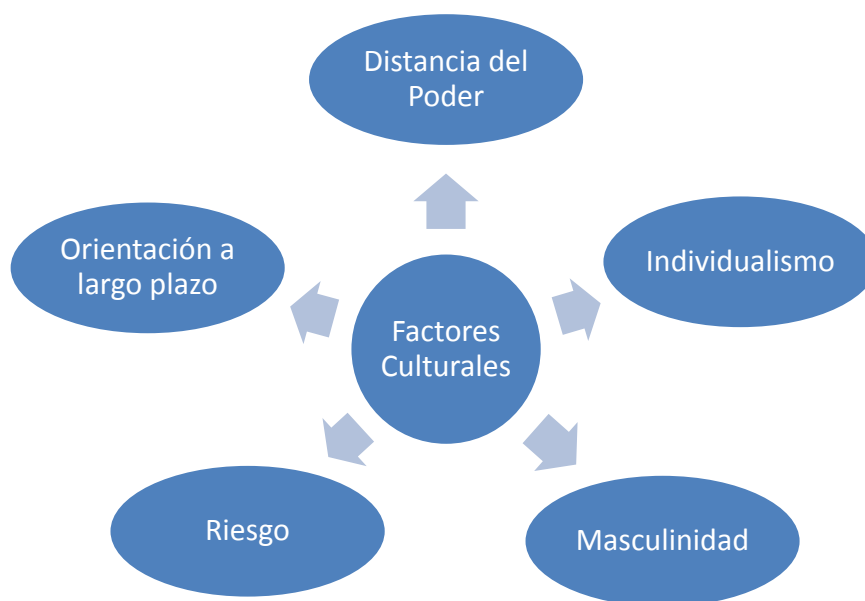 Distancia del
Poder
Orientación a
largo plazo
Individualismo
Factores
Culturales
Riesgo
Masculinidad